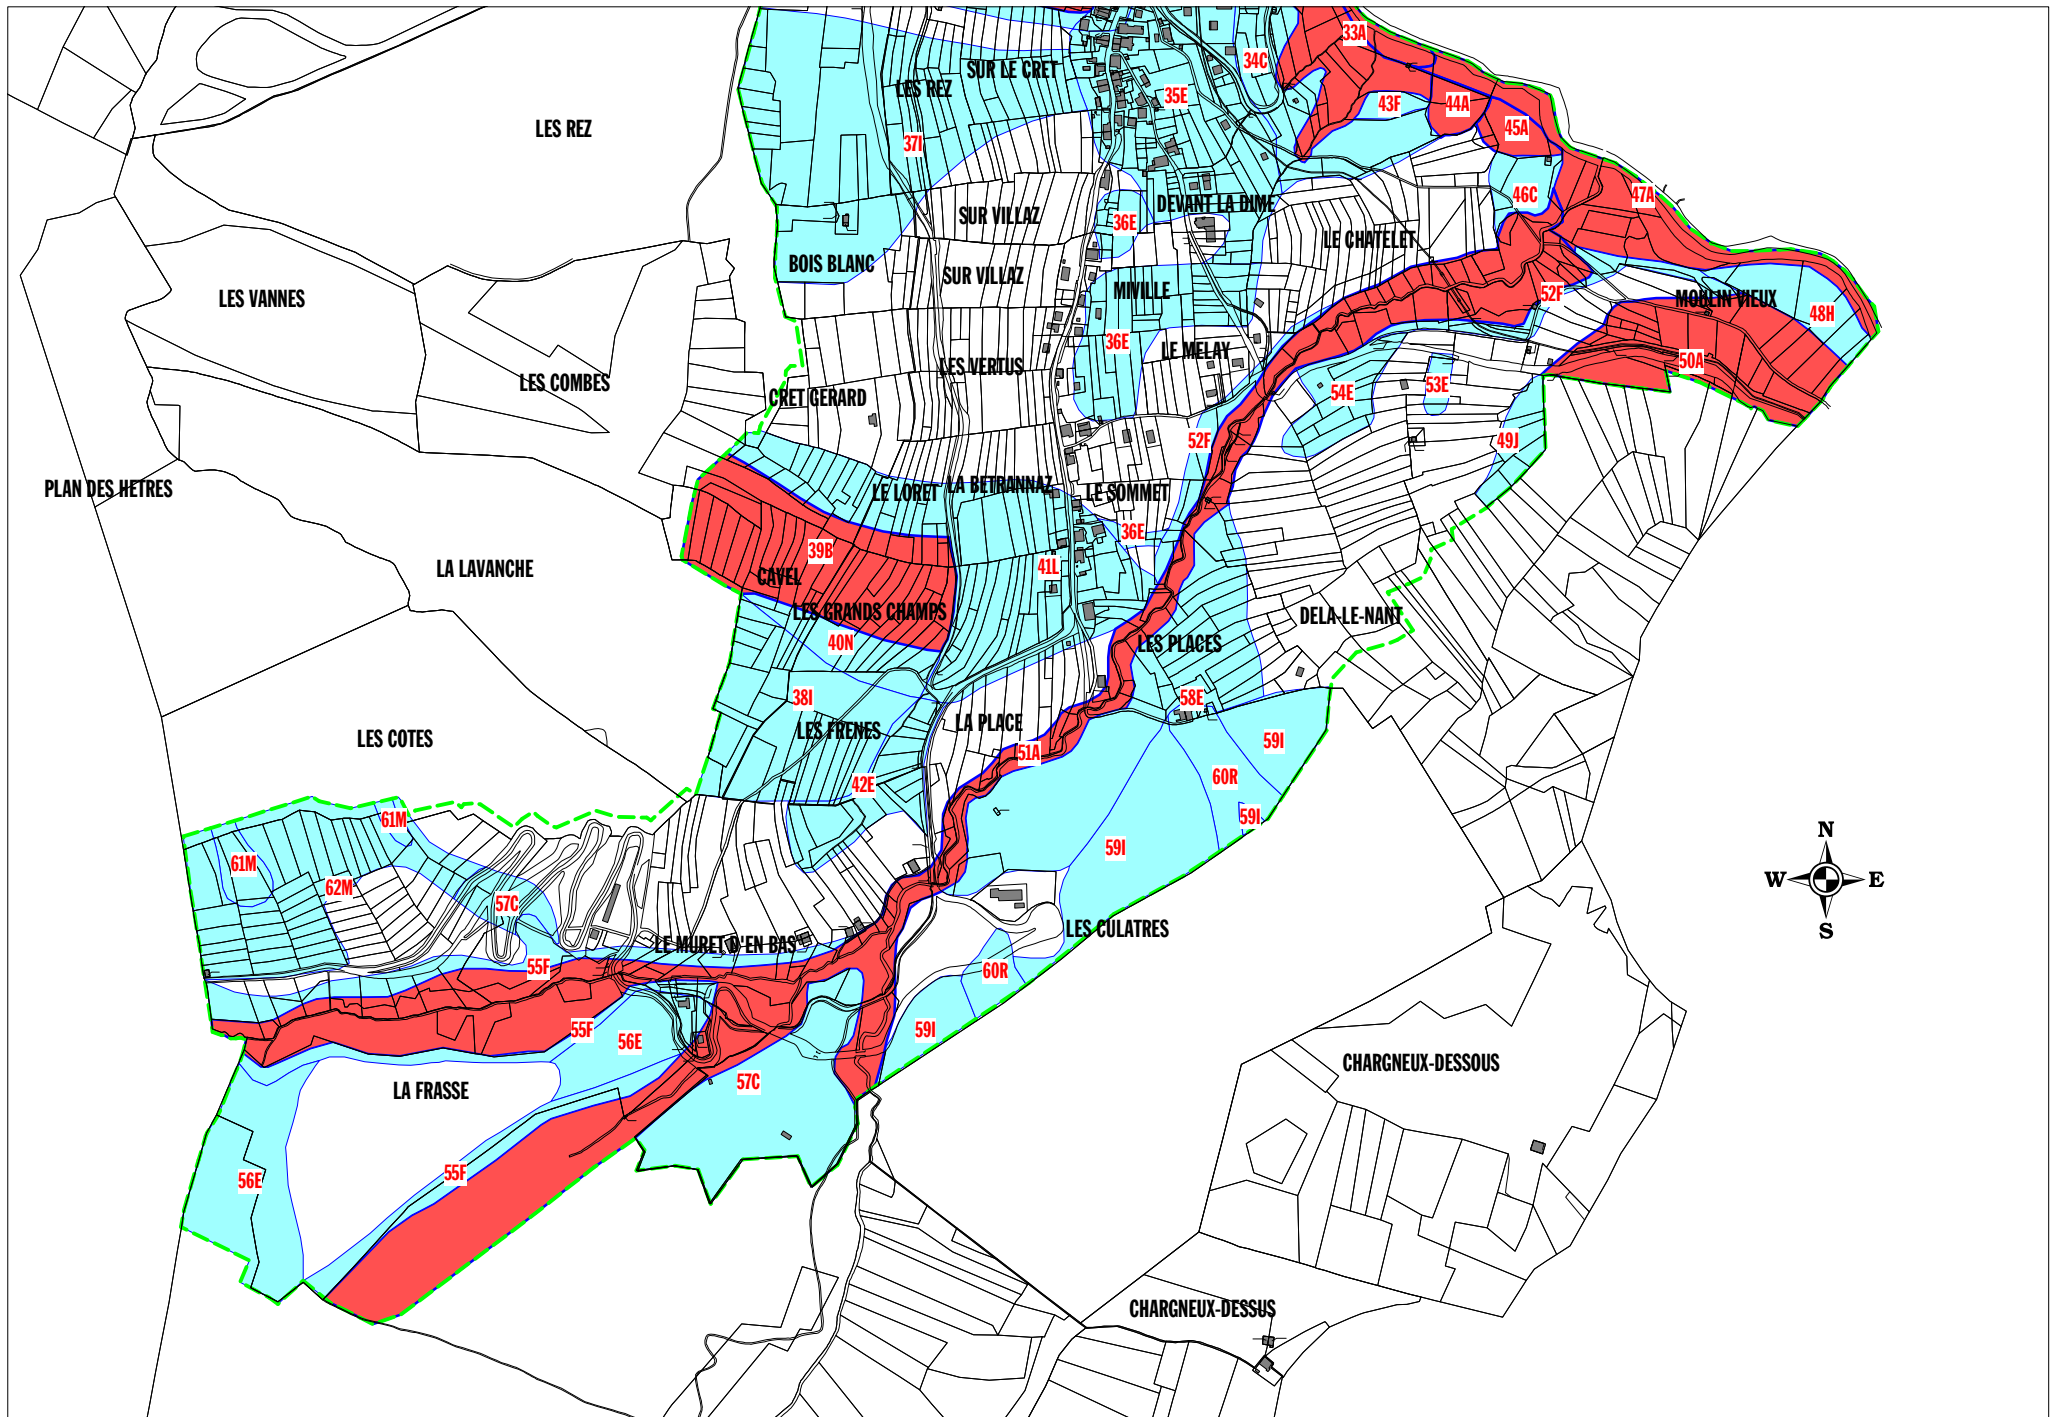 33A
34C
SUR LE CRET
LES REZ
35E
43F
44A
45A
LES REZ
37I
46C
47A
DEVANT LA DIME
SUR VILLAZ
36E
LE CHATELET
BOIS BLANC
SUR VILLAZ
MIVILLE
52F
MOULIN VIEUX
LES VANNES
48H
36E
LE MELAY
50A
LES VERTUS
LES COMBES
53E
54E
CRET GERARD
52F
49J
PLAN DES HETRES
LE LORET
LA BETRANNAZ
LE SOMMET
36E
39B
LA LAVANCHE
CAVEL
41L
LES GRANDS CHAMPS
DELA-LE-NANT
40N
LES PLACES
38I
58E
LES FRENES
LA PLACE
LES COTES
59I
51A
60R
42E
61M
59I
59I
61M
62M
57C
LES CULATRES
LE MURET D'EN BAS
55F
60R
55F
59I
56E
CHARGNEUX-DESSOUS
57C
LA FRASSE
55F
56E
CHARGNEUX-DESSUS
N
W E
S